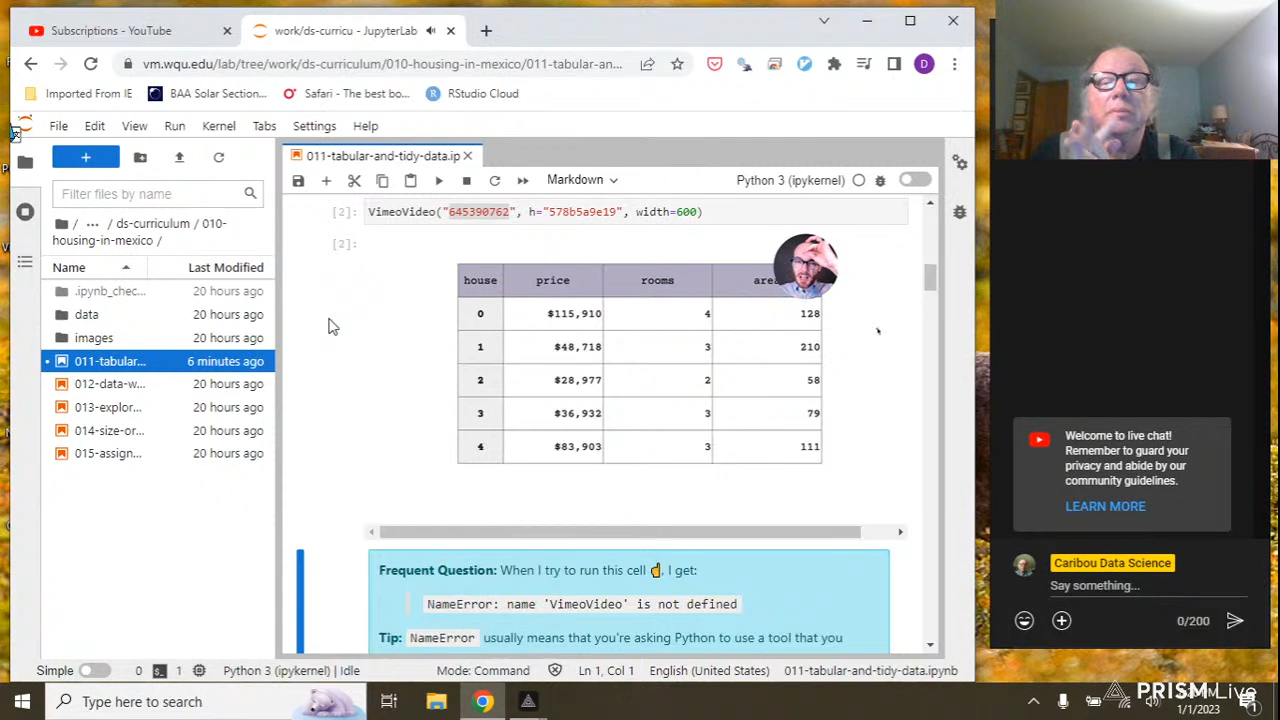 Subscriptions - YouTube
work/ds-curricu - JupyterLab
vm.wqu.edu/lab/tree/work/ds-curriculum/010-housing-in-mexico/011-tabular-an...
D
Imported From IE
BAA Solar Section...
Safari - The best bo...
R
RStudio Cloud
File Edit View Run Kernel Tabs Settings Help
011-tabular-and-tidy-data.ip
Filter files by name
Markdown
Python 3 (ipykernel)
/ ... / ds-curriculum / 010-
housing-in-mexico /
Name Last Modified
.ipynb_chec... 20 hours ago
data 20 hours ago
images 20 hours ago
011-tabular... 6 minutes ago
012-data-w... 20 hours ago
013-explor... 20 hours ago
014-size-or... 20 hours ago
015-assign... 20 hours ago
[2]: VimeoVideo("645390762", h="578b5a9e19", width=600)
[2]:
house price rooms area
0 $115,910 4 128
1 $48,718 3 210
2 $28,977 2 58
3 $36,932 3 79
4 $83,903 3 111
Frequent Question: When I try to run this cell ☝, I get:
NameError: name 'VimeoVideo' is not defined
Tip: NameError usually means that you're asking Python to use a tool that you
Simple 0 1 Python 3 (ipykernel) | Idle Mode: Command Ln 1, Col 1 English (United States) 011-tabular-and-tidy-data.ipynb
Welcome to live chat!
Remember to guard your
privacy and abide by our
community guidelines.
LEARN MORE
Caribou Data Science
Say something...
0/200
Type here to search
PRISM Live
1/1/2023
1